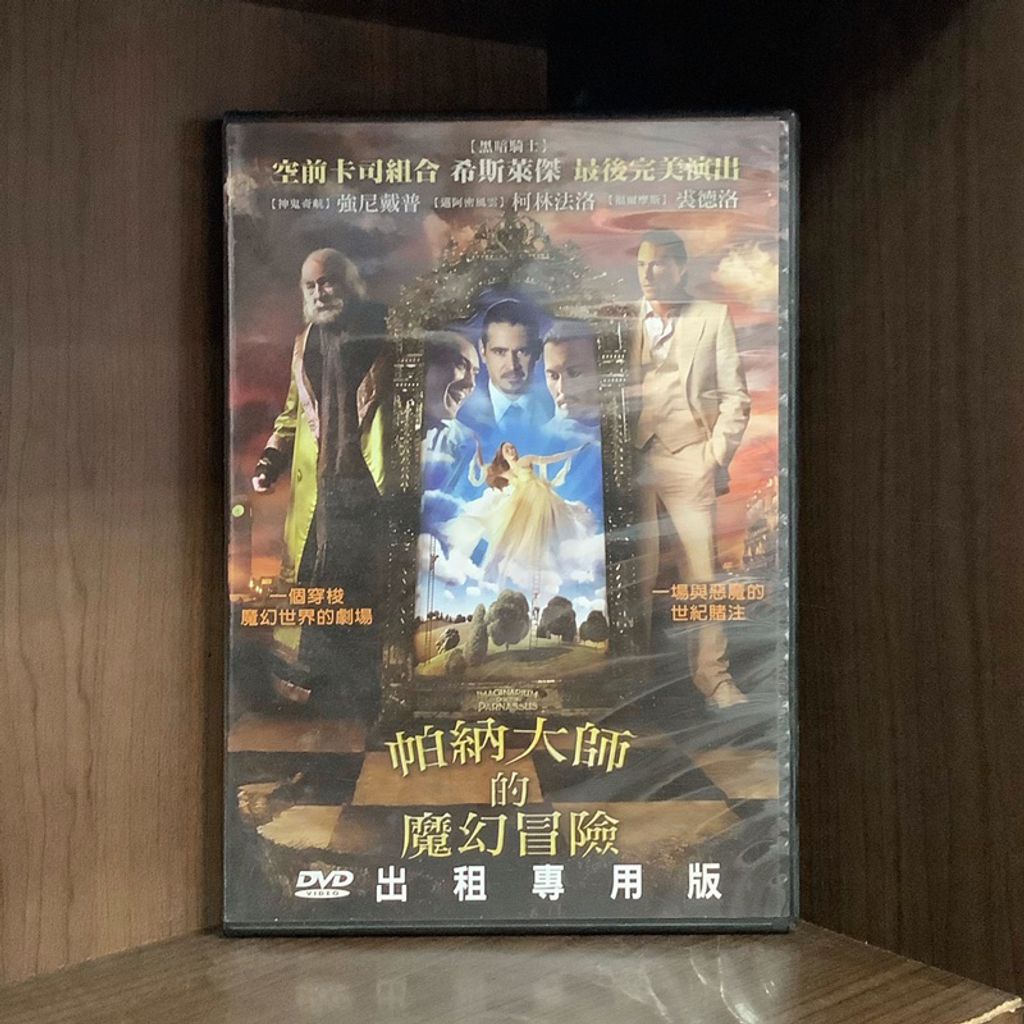 【黑暗騎士】
空前卡司組合 希斯萊傑 最後完美演出
【神鬼奇航】強尼戴普 【邁阿密風雲】柯林法洛 【福爾摩斯】裘德洛
一個穿梭
魔幻世界的劇場
一場與惡魔的
世紀賭注
IMAGINARIUM
PARNASSUS
帕納大師
的
魔幻冒險
DVD VIDEO 出租專用版